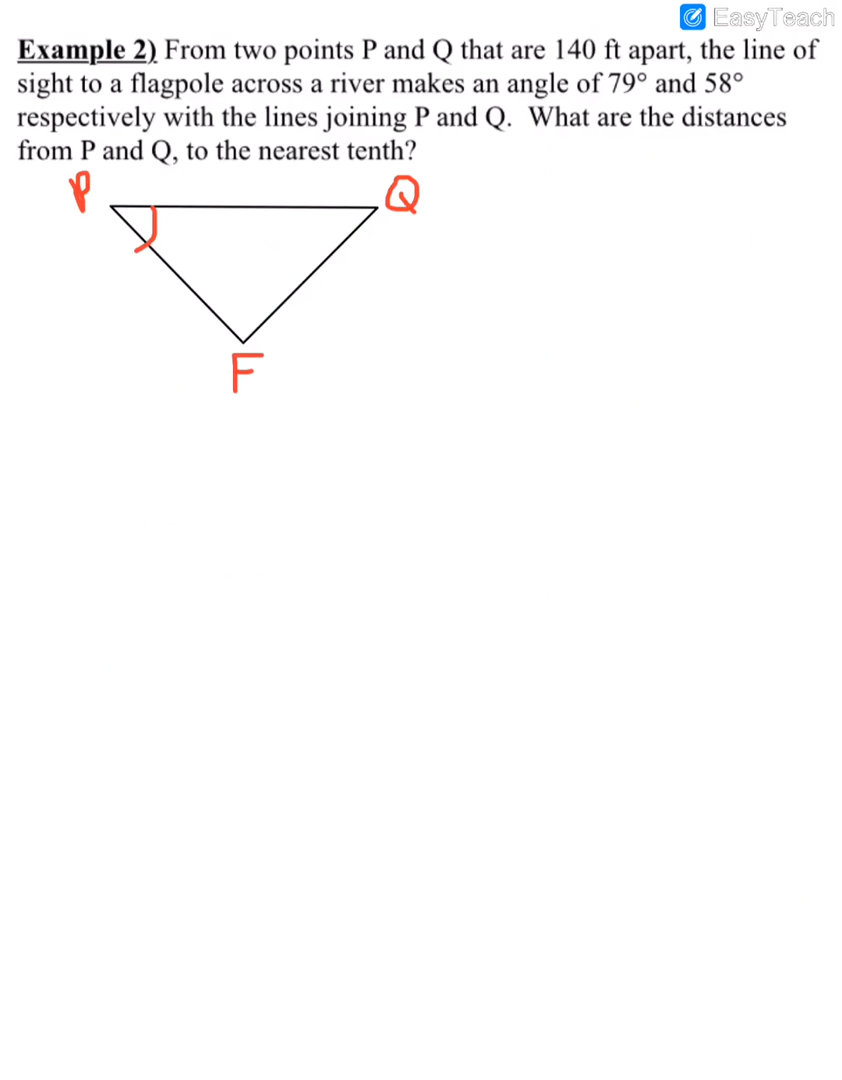 EasyTeach
Example 2) From two points P and Q that are 140 ft apart, the line of
sight to a flagpole across a river makes an angle of 79° and 58°
respectively with the lines joining P and Q. What are the distances
from P and Q, to the nearest tenth?
P Q
F